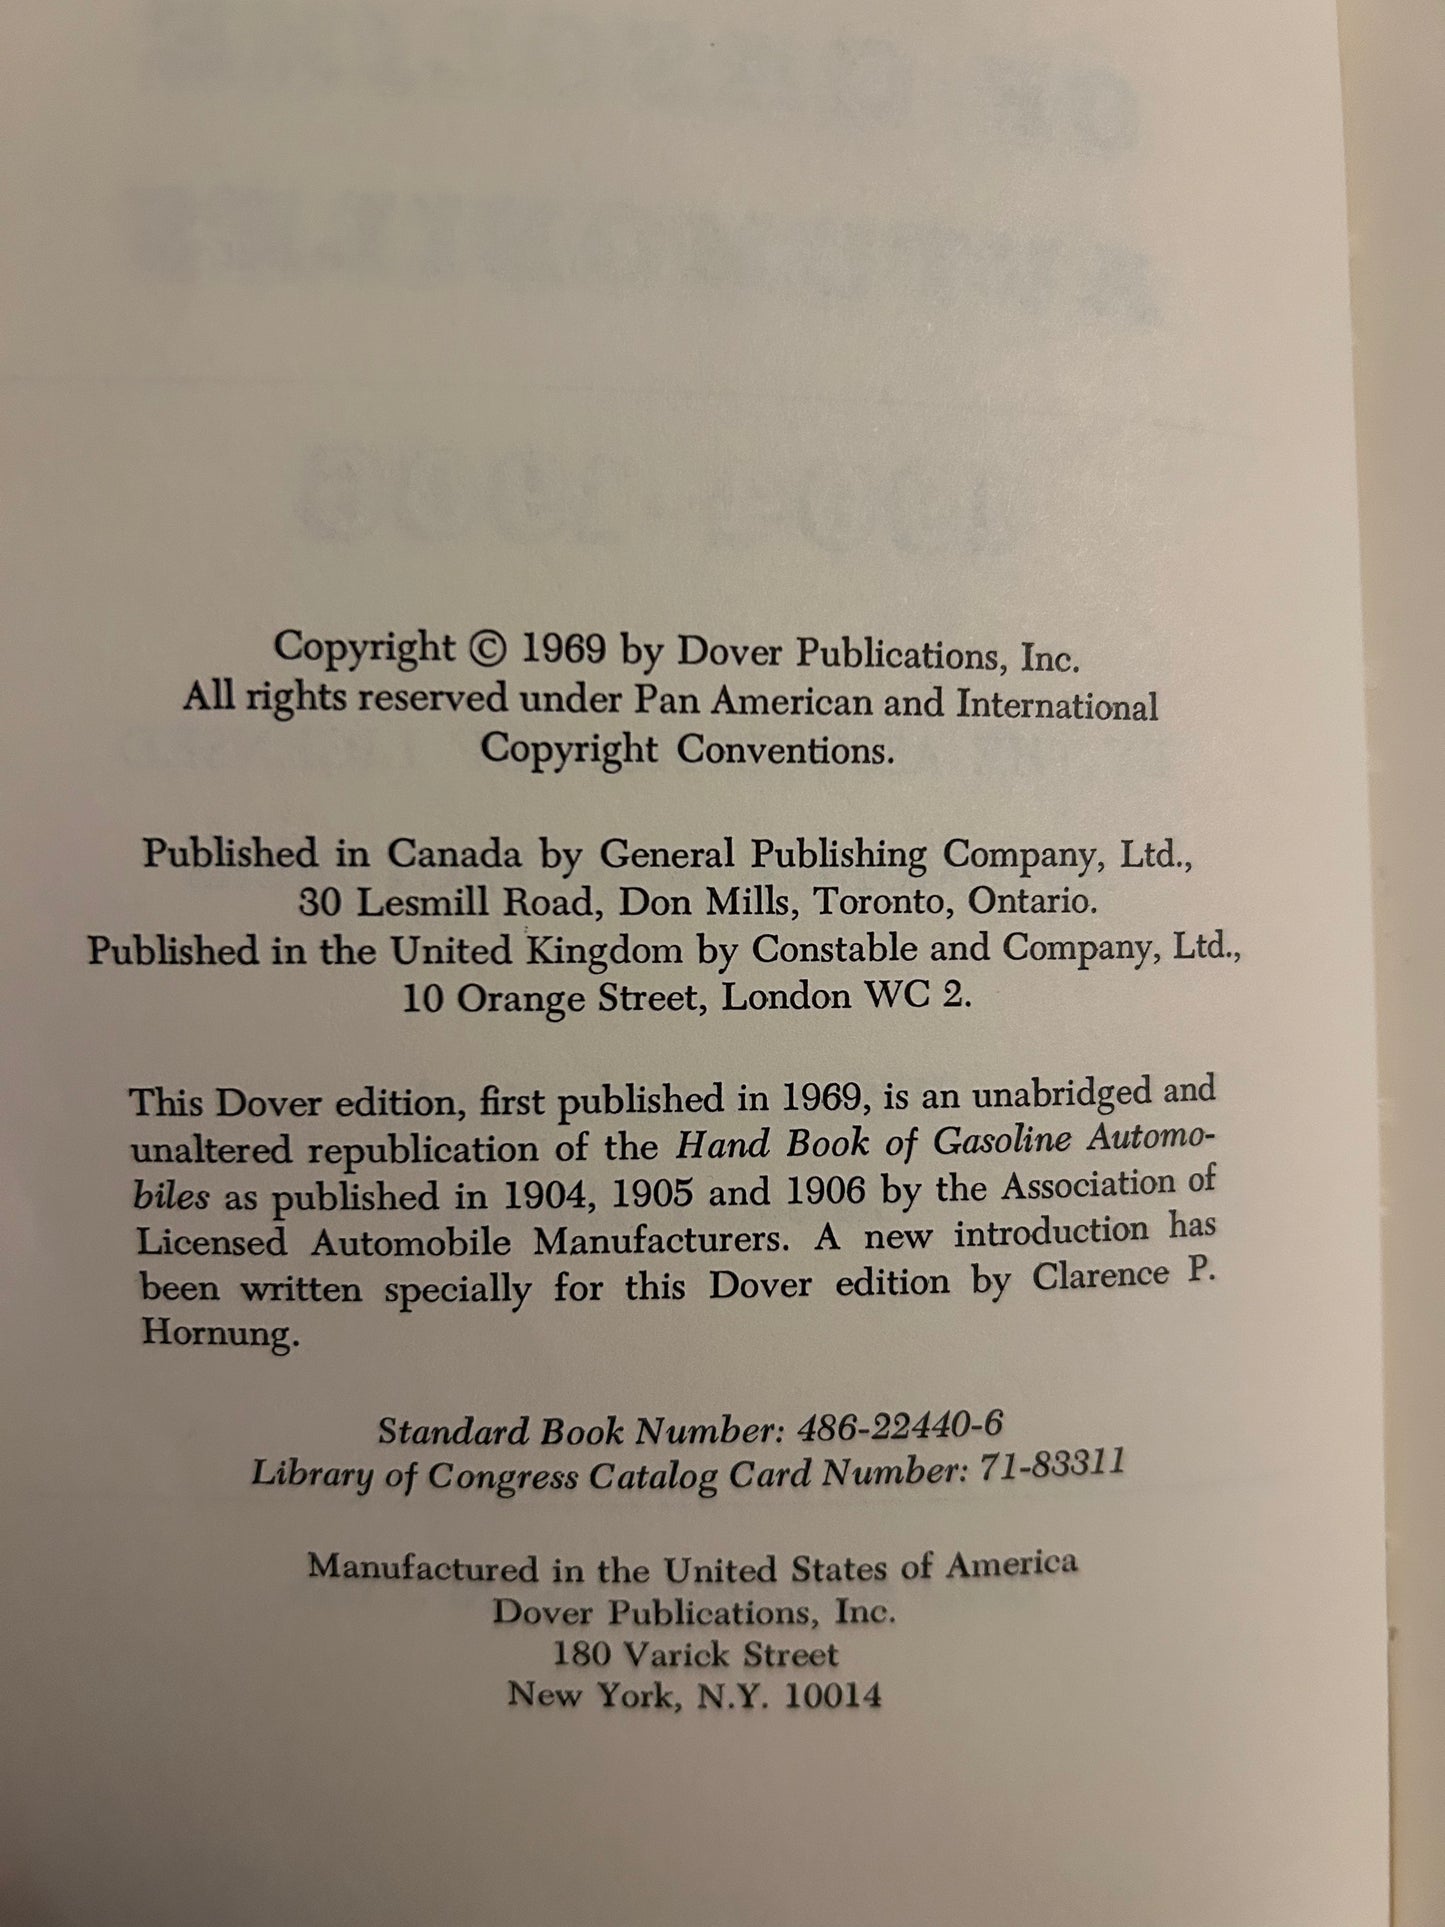 Copyright © 1969 by Dover Publications, Inc.
All rights reserved under Pan American and International
Copyright Conventions.
Published in Canada by General Publishing Company, Ltd.,
30 Lesmill Road, Don Mills, Toronto, Ontario.
Published in the United Kingdom by Constable and Company, Ltd.,
10 Orange Street, London WC 2.
This Dover edition, first published in 1969, is an unabridged and
unaltered republication of the Hand Book of Gasoline Automo-
biles as published in 1904, 1905 and 1906 by the Association of
Licensed Automobile Manufacturers. A new introduction has
been written specially for this Dover edition by Clarence P.
Hornung.
Standard Book Number: 486-22440-6
Library of Congress Catalog Card Number: 71-83311
Manufactured in the United States of America
Dover Publications, Inc.
180 Varick Street
New York, N.Y. 10014